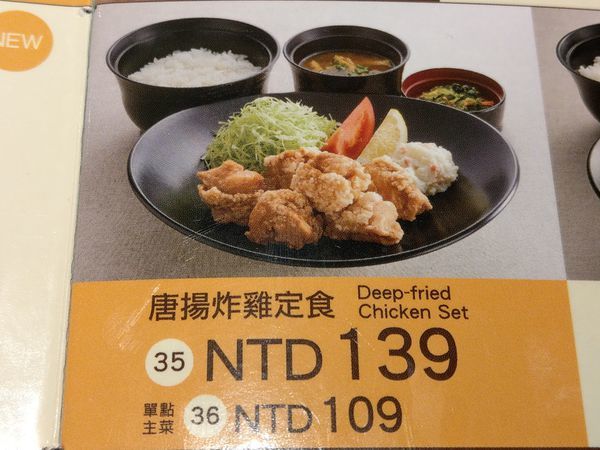 NEW
唐揚炸雞定食 Deep-fried
Chicken Set
35 NTD 139
單點
主菜 36 NTD 109